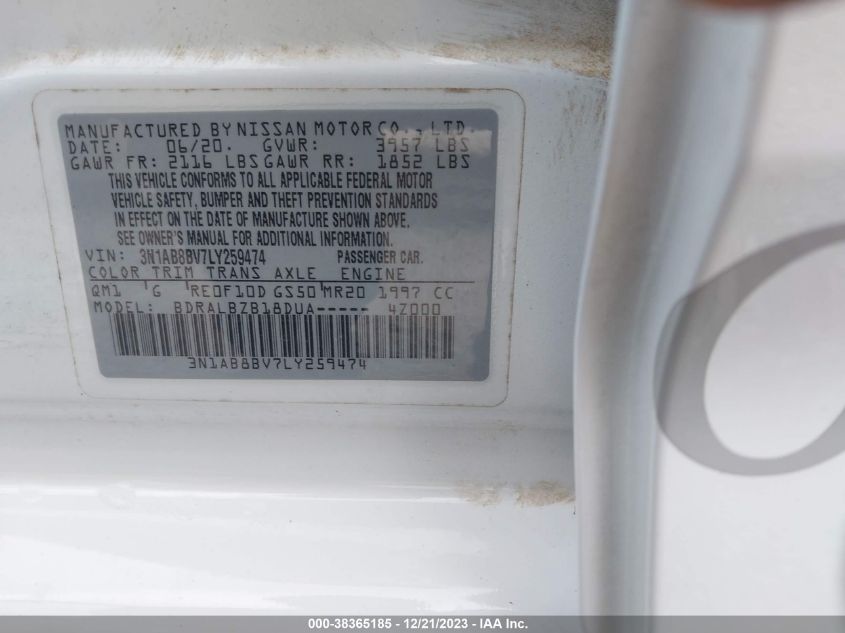 MANUFACTURED BY NISSAN MOTOR CO., LTD.
DATE: 06/20. GVWR: 3957 LBS
GAWR FR: 2116 LBS GAWR RR: 1852 LBS
THIS VEHICLE CONFORMS TO ALL APPLICABLE FEDERAL MOTOR
VEHICLE SAFETY, BUMPER AND THEFT PREVENTION STANDARDS
IN EFFECT ON THE DATE OF MANUFACTURE SHOWN ABOVE.
SEE OWNER'S MANUAL FOR ADDITIONAL INFORMATION.
VIN: 3N1AB8BV7LY259474 PASSENGER CAR.
COLOR TRIM TRANS AXLE ENGINE
QM1 G RE0F10D GS50 MR20 1997 CC
MODEL: BDRALBZB18DUA----- 4Z000
3N1AB8BV7LY259474
000-38365185 - 12/21/2023 - IAA Inc.